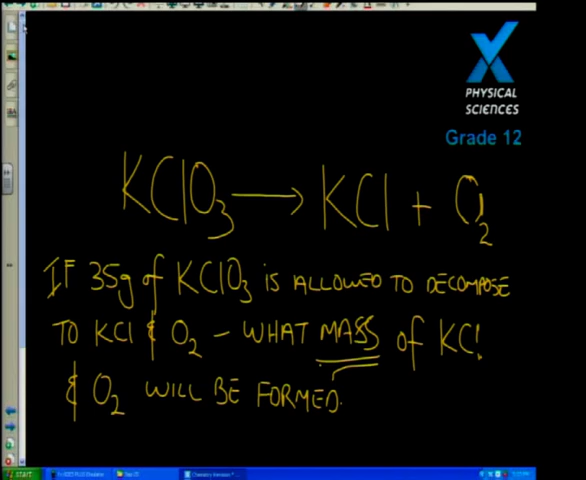 PHYSICAL
SCIENCES
Grade 12
KClO3 → KCl + O2
IF 35g of KClO3 IS ALLOWED TO DECOMPOSE
TO KCl & O2 - WHAT MASS of KCl
& O2 WILL BE FORMED.
START